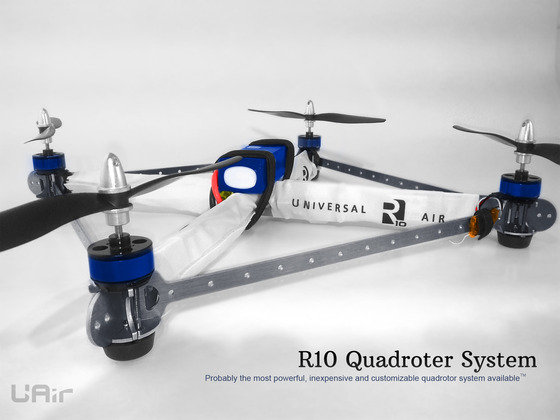 UNIVERSAL R10 AIR
R10 Quadroter System
Probably the most powerful, inexpensive and customizable quadrotor system available™
UAir